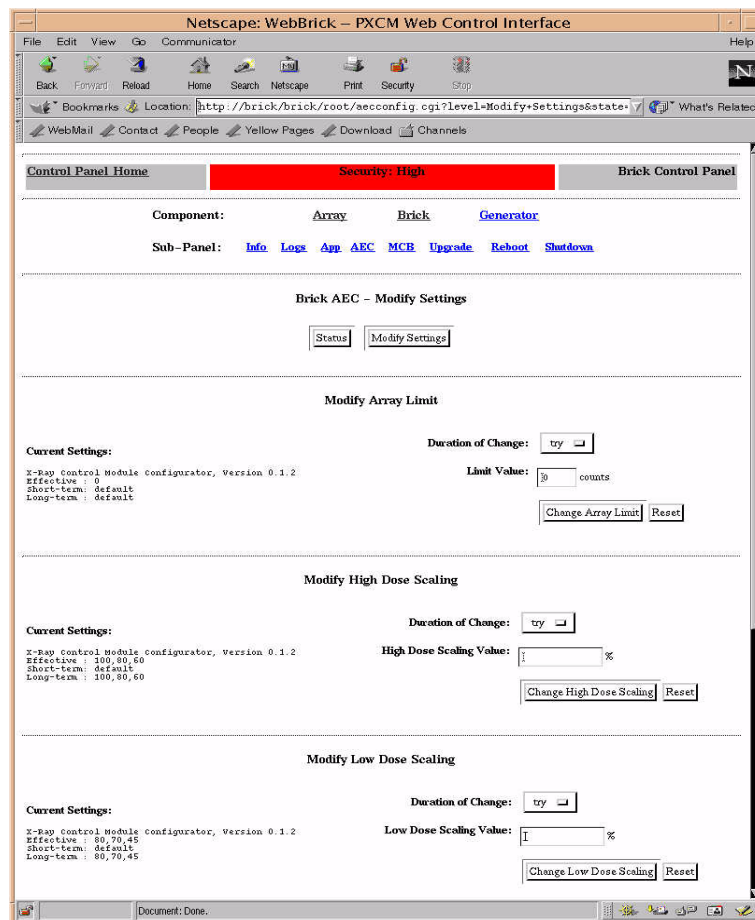 Netscape: WebBrick – PXCM Web Control Interface
File Edit View Go Communicator Help
Back Forward Reload Home Search Netscape Print Security Stop
Bookmarks Location: http://brick/brick/root/aecconfig.cgi?level=Modify+Settings&state= What's Related
WebMail Contact People Yellow Pages Download Channels
Control Panel Home Security: High Brick Control Panel
Component: Array Brick Generator
Sub-Panel: Info Logs App AEC MCB Upgrade Reboot Shutdown
Brick AEC – Modify Settings
Status Modify Settings
Modify Array Limit
Duration of Change: try
Current Settings:
Limit Value: 0 counts
X-Ray Control Module Configurator, Version 0.1.2
Effective : 0
Short-term: default
Long-term : default
Change Array Limit Reset
Modify High Dose Scaling
Duration of Change: try
Current Settings:
High Dose Scaling Value: %
X-Ray Control Module Configurator, Version 0.1.2
Effective : 100,80,60
Short-term: default
Long-term : 100,80,60
Change High Dose Scaling Reset
Modify Low Dose Scaling
Duration of Change: try
Current Settings:
Low Dose Scaling Value: %
X-Ray Control Module Configurator, Version 0.1.2
Effective : 80,70,45
Short-term: default
Long-term : 80,70,45
Change Low Dose Scaling Reset
Document: Done.